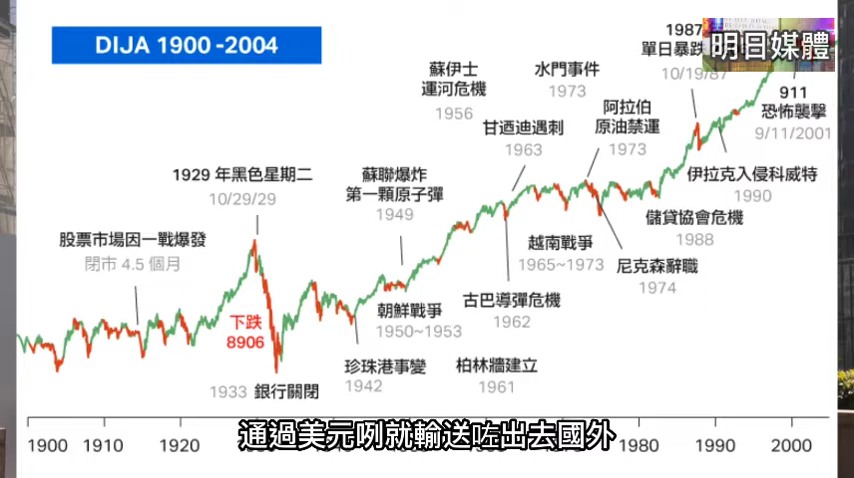 DIJA 1900 -2004
1987
單日暴跌
10/19/87
明日媒體
911
恐怖襲擊
9/11/2001
蘇伊士
運河危機
1956
水門事件
1973
甘迺迪遇刺
1963
阿拉伯
原油禁運
1973
1929 年黑色星期二
10/29/29
蘇聯爆炸
第一顆原子彈
1949
伊拉克入侵科威特
1990
儲貸協會危機
1988
股票市場因一戰爆發
閉市 4.5 個月
越南戰爭
1965~1973
尼克森辭職
1974
下跌
8906
朝鮮戰爭
1950~1953
古巴導彈危機
1962
1933 銀行關閉
珍珠港事變
1942
柏林牆建立
1961
1900 1910 1920 1980 1990 2000
通過美元咧就輸送咗出去國外